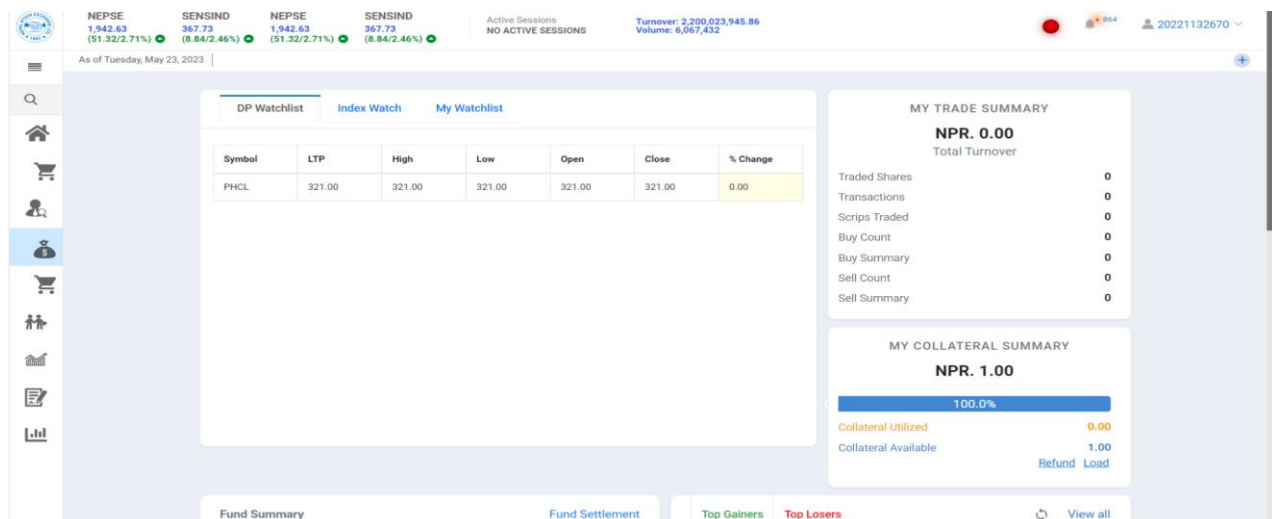 NEPSE SENSIND NEPSE SENSIND Active Sessions Turnover: 2,200,023,945.86 864 20221132670
1,942.63 367.73 1,942.63 367.73 NO ACTIVE SESSIONS Volume: 6,067,432
(51.32/2.71%) (8.84/2.46%) (51.32/2.71%) (8.84/2.46%)
As of Tuesday, May 23, 2023
DP Watchlist Index Watch My Watchlist
Symbol LTP High Low Open Close % Change
PHCL 321.00 321.00 321.00 321.00 321.00 0.00
MY TRADE SUMMARY
NPR. 0.00
Total Turnover
Traded Shares 0
Transactions 0
Scrips Traded 0
Buy Count 0
Buy Summary 0
Sell Count 0
Sell Summary 0
MY COLLATERAL SUMMARY
NPR. 1.00
100.0%
Collateral Utilized 0.00
Collateral Available 1.00
Refund Load
Fund Summary Fund Settlement
Top Gainers Top Losers View all